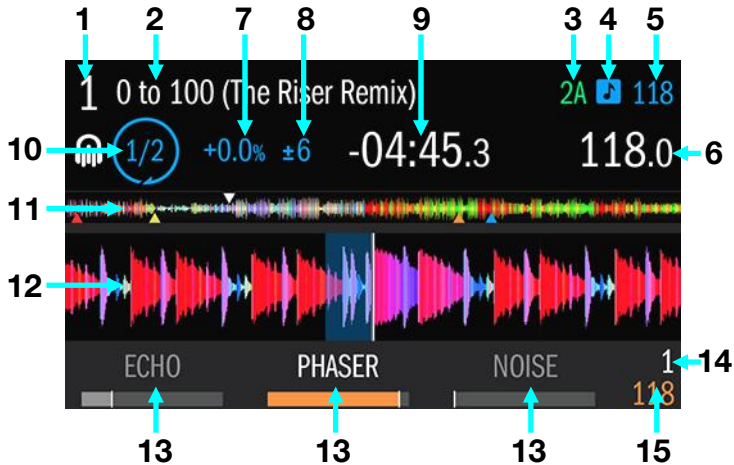 1 2 7 8 9 3 4 5
1 0 to 100 (The Riser Remix) 2A 118
10 1/2 +0.0% ±6 -04:45.3 118.0 6
11
12
ECHO PHASER NOISE 1 14
118
13 13 13 15